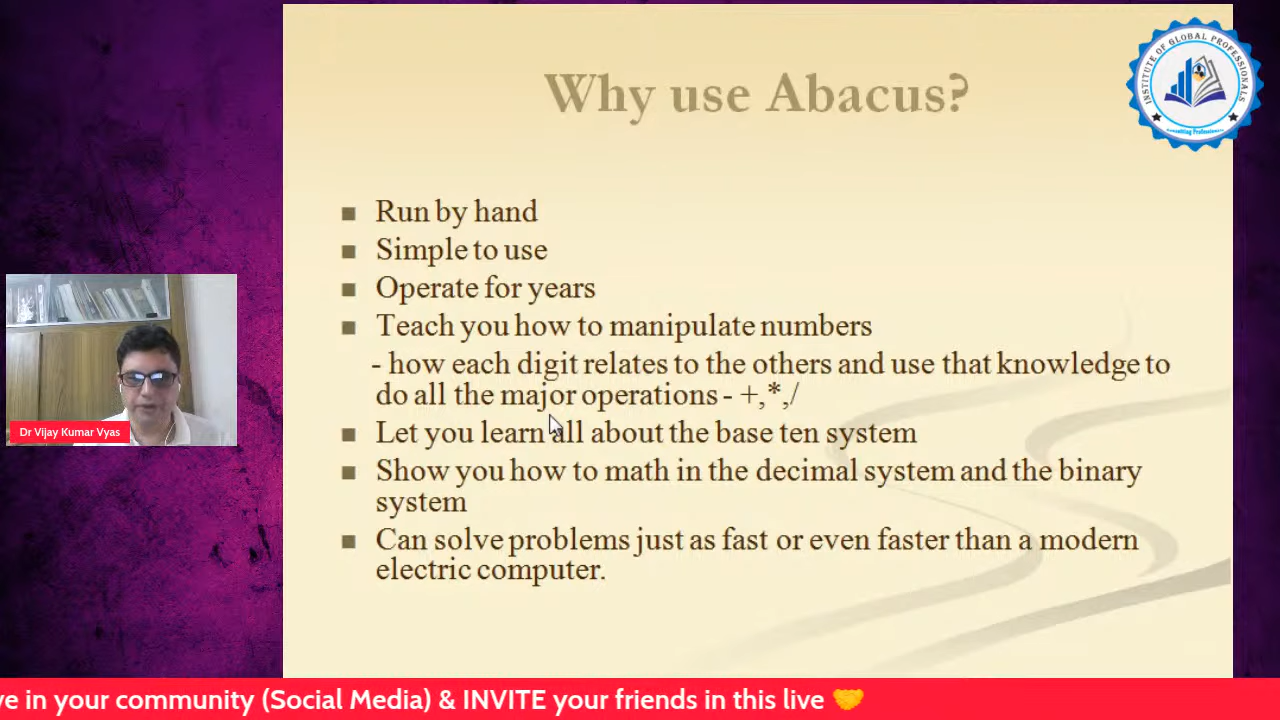 Why use Abacus?
INSTITUTE OF GLOBAL PROFESSIONALS
Consulting Professionals
Run by hand
Simple to use
Operate for years
Teach you how to manipulate numbers
- how each digit relates to the others and use that knowledge to
do all the major operations - +,*,/
Let you learn all about the base ten system
Show you how to math in the decimal system and the binary
system
Can solve problems just as fast or even faster than a modern
electric computer.
Dr Vijay Kumar Vyas
in your community (Social Media) & INVITE your friends in this live 🤝